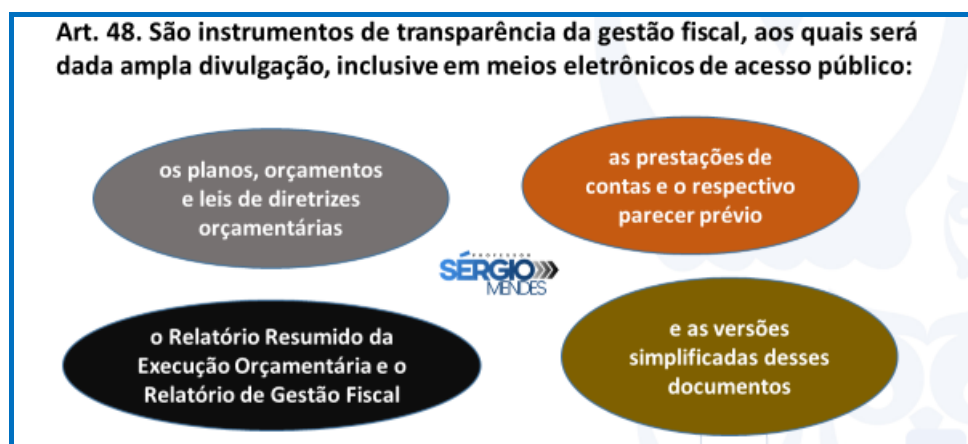 Art. 48. São instrumentos de transparência da gestão fiscal, aos quais será
dada ampla divulgação, inclusive em meios eletrônicos de acesso público:
os planos, orçamentos
e leis de diretrizes
orçamentárias
as prestações de
contas e o respectivo
parecer prévio
PROFESSOR
SÉRGIO
MENDES
o Relatório Resumido da
Execução Orçamentária e o
Relatório de Gestão Fiscal
e as versões
simplificadas desses
documentos